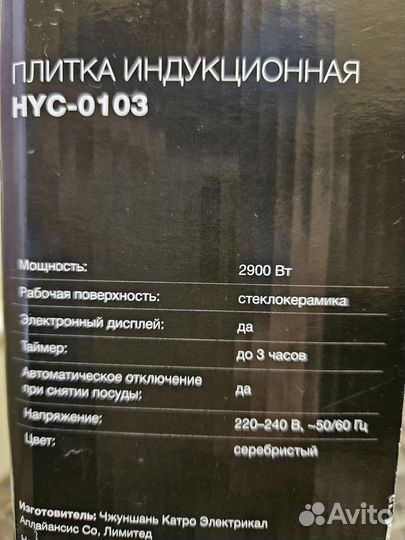 ПЛИТКА ИНДУКЦИОННАЯ
HYC-0103
Мощность: 2900 Вт
Рабочая поверхность: стеклокерамика
Электронный дисплей: да
Таймер: до 3 часов
Автоматическое отключение
при снятии посуды: да
Напряжение: 220-240 В, ~50/60 Гц
Цвет: серебристый
Изготовитель: Чжуншань Катро Электрикал
Аплайансис Со, Лимитед
Avito